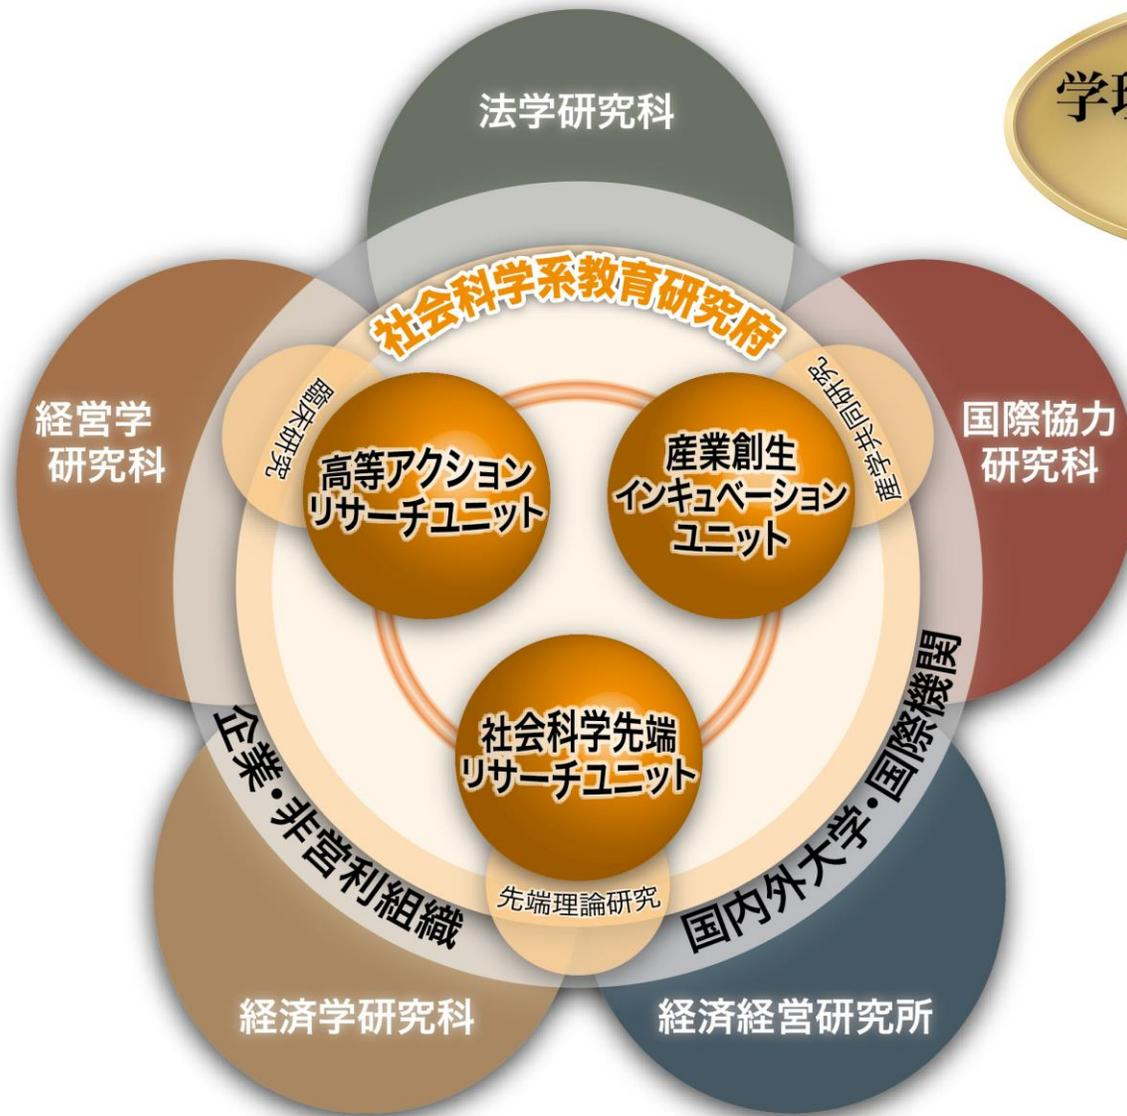 法学研究科
学理
社会科学系教育研究府
経営学
研究科
臨床研究
高等アクション
リサーチユニット
産業創生
インキュベーション
ユニット
産学共同研究
国際協力
研究科
社会科学先端
リサーチユニット
先端理論研究
企業・非営利組織
国内外大学・国際機関
経済学研究科
経済経営研究所